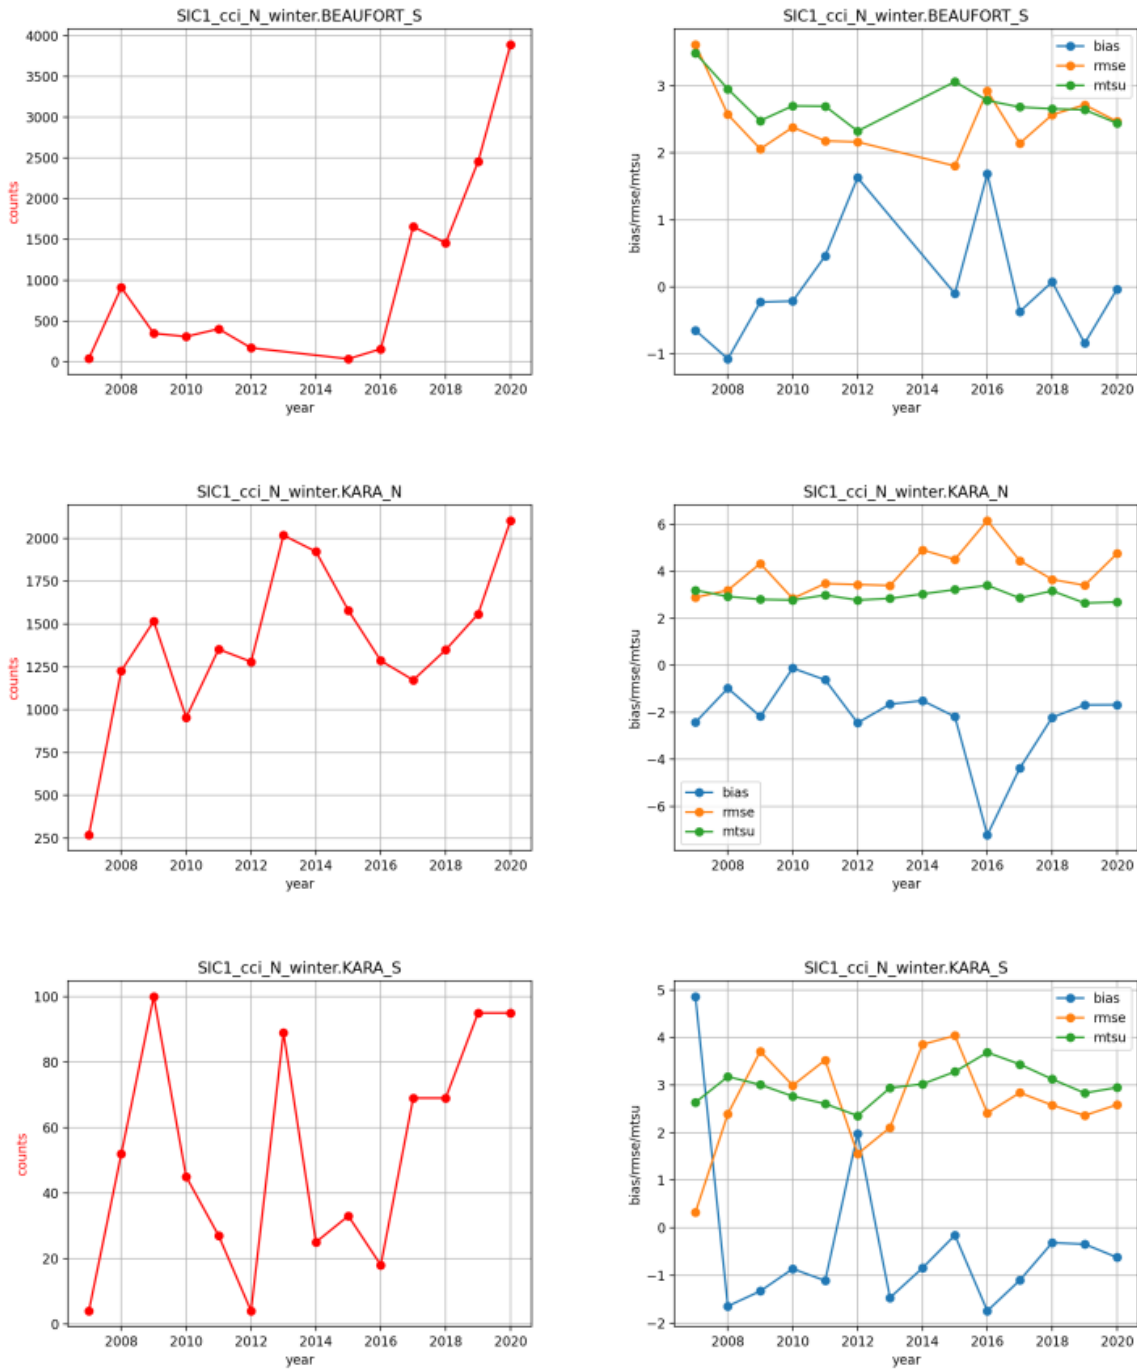 SIC1_cci_N_winter.BEAUFORT_S
4000
3500
3000
2500
2000
1500
1000
500
0
counts
2008 2010 2012 2014 2016 2018 2020
year
SIC1_cci_N_winter.BEAUFORT_S
bias
rmse
mtsu
3
2
1
0
−1
bias/rmse/mtsu
2008 2010 2012 2014 2016 2018 2020
year
SIC1_cci_N_winter.KARA_N
2000
1750
1500
1250
1000
750
500
250
counts
2008 2010 2012 2014 2016 2018 2020
year
SIC1_cci_N_winter.KARA_N
6
4
2
0
−2
−4
−6
bias/rmse/mtsu
bias
rmse
mtsu
2008 2010 2012 2014 2016 2018 2020
year
SIC1_cci_N_winter.KARA_S
100
80
60
40
20
0
counts
2008 2010 2012 2014 2016 2018 2020
year
SIC1_cci_N_winter.KARA_S
bias
rmse
mtsu
5
4
3
2
1
0
−1
−2
bias/rmse/mtsu
2008 2010 2012 2014 2016 2018 2020
year